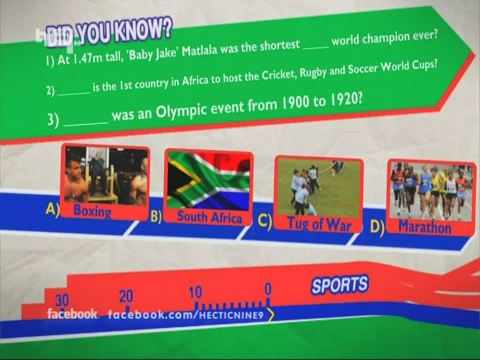 DID YOU KNOW?
1) At 1.47m tall, 'Baby Jake' Matlala was the shortest ____ world champion ever?
2) ______ is the 1st country in Africa to host the Cricket, Rugby and Soccer World Cups?
3) ______ was an Olympic event from 1900 to 1920?
A) Boxing
B) South Africa
C) Tug of War
D) Marathon
30 20 10 0
SPORTS
facebook facebook.com/HECTICNINE9